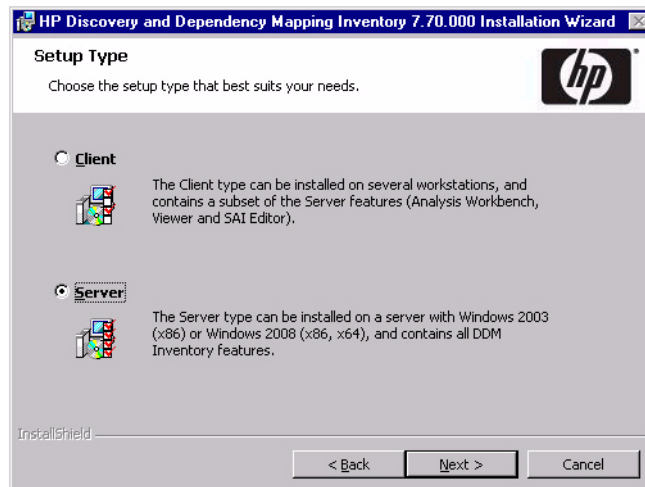 HP Discovery and Dependency Mapping Inventory 7.70.000 Installation Wizard
Setup Type
Choose the setup type that best suits your needs.
hp
Client
The Client type can be installed on several workstations, and
contains a subset of the Server features (Analysis Workbench,
Viewer and SAI Editor).
Server
The Server type can be installed on a server with Windows 2003
(x86) or Windows 2008 (x86, x64), and contains all DDM
Inventory features.
InstallShield
< Back
Next >
Cancel